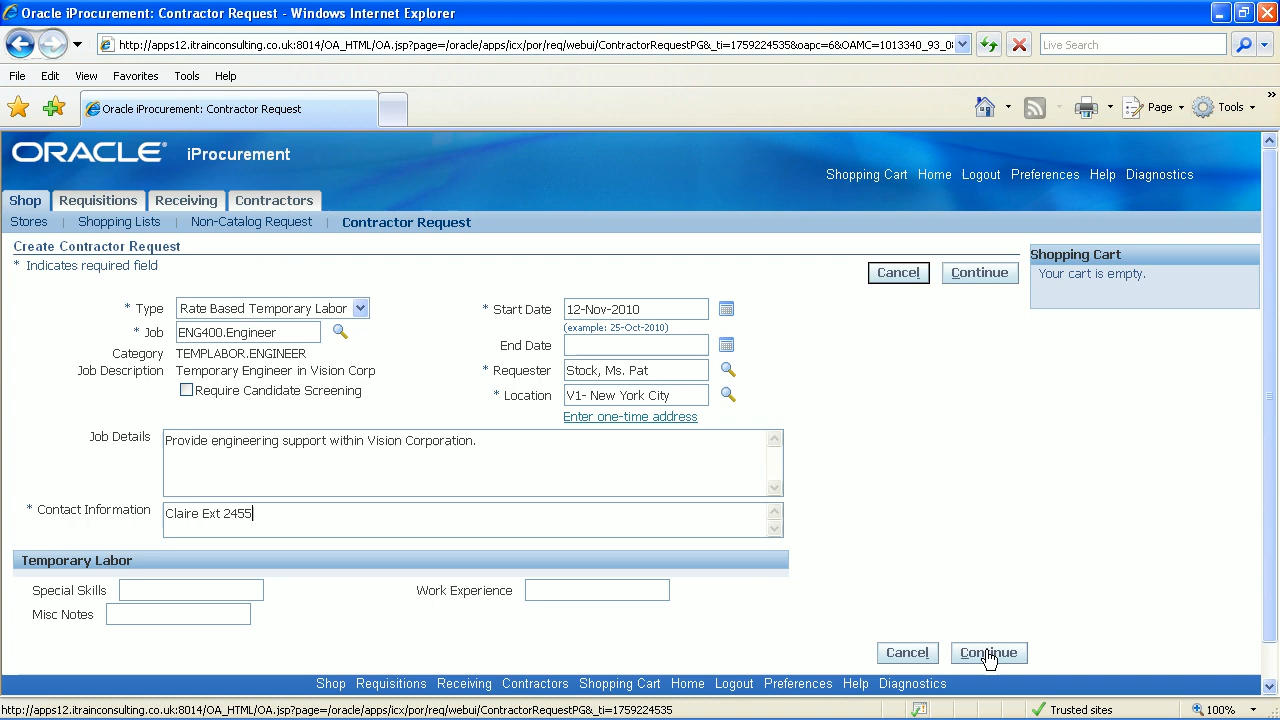 Oracle iProcurement: Contractor Request - Windows Internet Explorer
http://apps12.itrainconsulting.co.uk:8014/OA_HTML/OA.jsp?page=/oracle/apps/icx/por/req/webui/ContractorRequestPG&_ti=1759224535&oapc=6&OAMC=1013340_93_0
Live Search
File Edit View Favorites Tools Help
Oracle iProcurement: Contractor Request
Page Tools
ORACLE® iProcurement
Shopping Cart Home Logout Preferences Help Diagnostics
Shop Requisitions Receiving Contractors
Stores | Shopping Lists | Non-Catalog Request | Contractor Request
Create Contractor Request
* Indicates required field
Cancel Continue
Shopping Cart
Your cart is empty.
* Type Rate Based Temporary Labor
* Job ENG400.Engineer
Category TEMPLABOR.ENGINEER
Job Description Temporary Engineer in Vision Corp
Require Candidate Screening
* Start Date 12-Nov-2010
(example: 25-Oct-2010)
End Date
* Requester Stock, Ms. Pat
* Location V1- New York City
Enter one-time address
Job Details Provide engineering support within Vision Corporation.
* Contact Information Claire Ext 2455
Temporary Labor
Special Skills Work Experience
Misc Notes
Cancel Continue
Shop Requisitions Receiving Contractors Shopping Cart Home Logout Preferences Help Diagnostics
http://apps12.itrainconsulting.co.uk:8014/OA_HTML/OA.jsp?page=/oracle/apps/icx/por/req/webui/ContractorRequestPG&_ti=1759224535
Trusted sites 100%